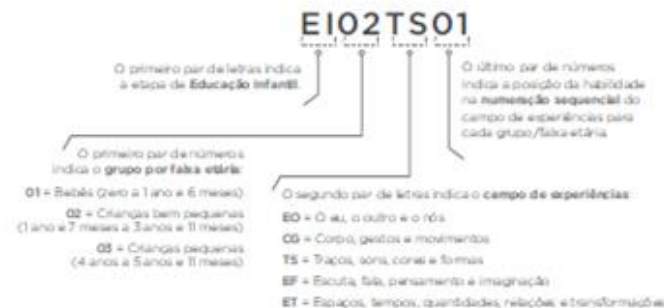 EI02TS01
O primeiro par de letras indica
a etapa de Educação Infantil.
O último par de números
indica a posição da habilidade
na numeração sequencial do
campo de experiências para
cada grupo/faixa etária.
O primeiro par de números
indica o grupo por faixa etária:
01 = Bebês (zero a 1 ano e 6 meses)
02 = Crianças bem pequenas
(1 ano e 7 meses a 3 anos e 11 meses)
03 = Crianças pequenas
(4 anos a 5 anos e 11 meses)
O segundo par de letras indica o campo de experiências:
EO = O eu, o outro e o nós
CG = Corpo, gestos e movimentos
TS = Traços, sons, cores e formas
EF = Escuta, fala, pensamento e imaginação
ET = Espaços, tempos, quantidades, relações e transformações